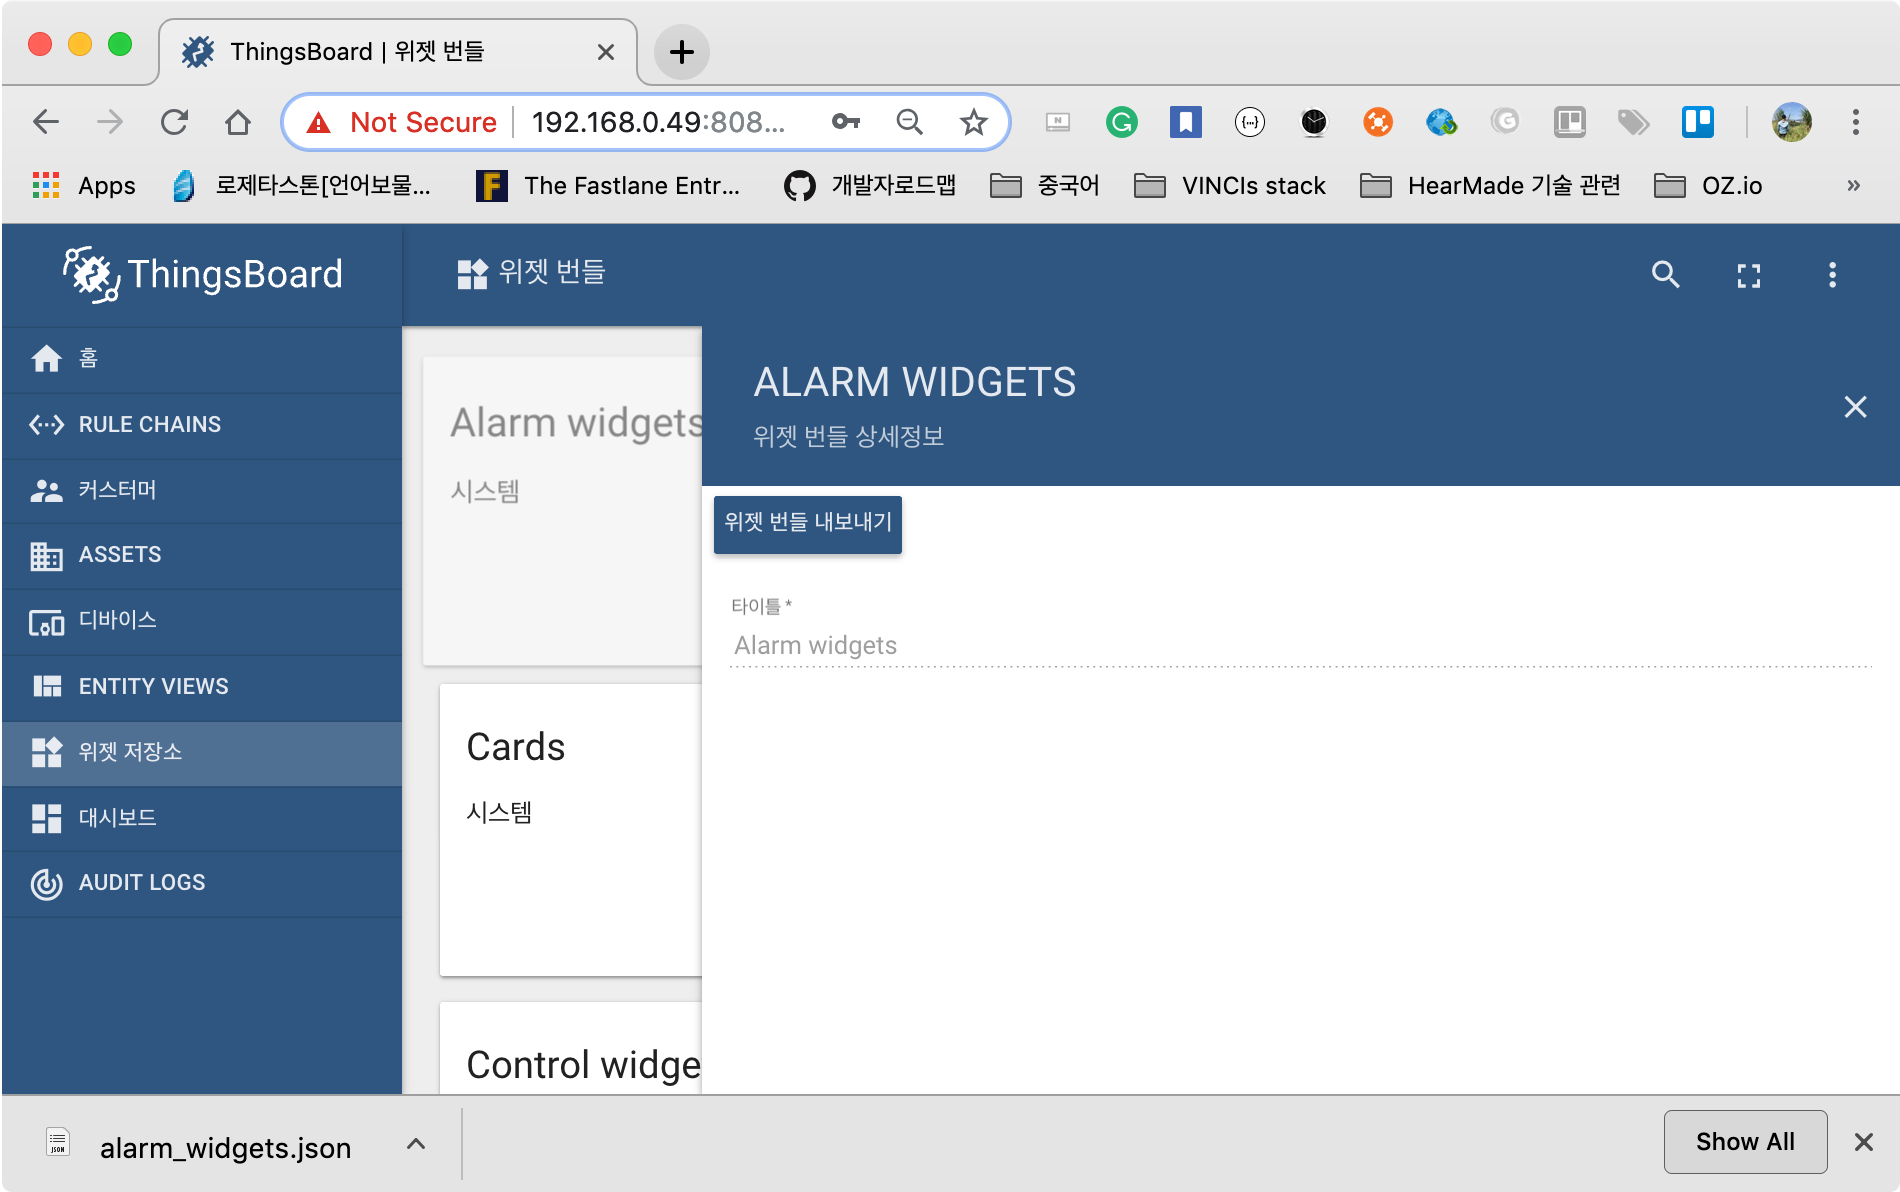 ThingsBoard | 위젯 번들
Not Secure
192.168.0.49:808...
Apps
로제타스톤[언어보물...
The Fastlane Entr...
개발자로드맵
중국어
VINCIs stack
HearMade 기술 관련
OZ.io
»
ThingsBoard
위젯 번들
홈
RULE CHAINS
커스터머
ASSETS
디바이스
ENTITY VIEWS
위젯 저장소
대시보드
AUDIT LOGS
Alarm widgets
시스템
Cards
시스템
Control widge
ALARM WIDGETS
위젯 번들 상세정보
위젯 번들 내보내기
타이틀 *
Alarm widgets
JSON
alarm_widgets.json
Show All